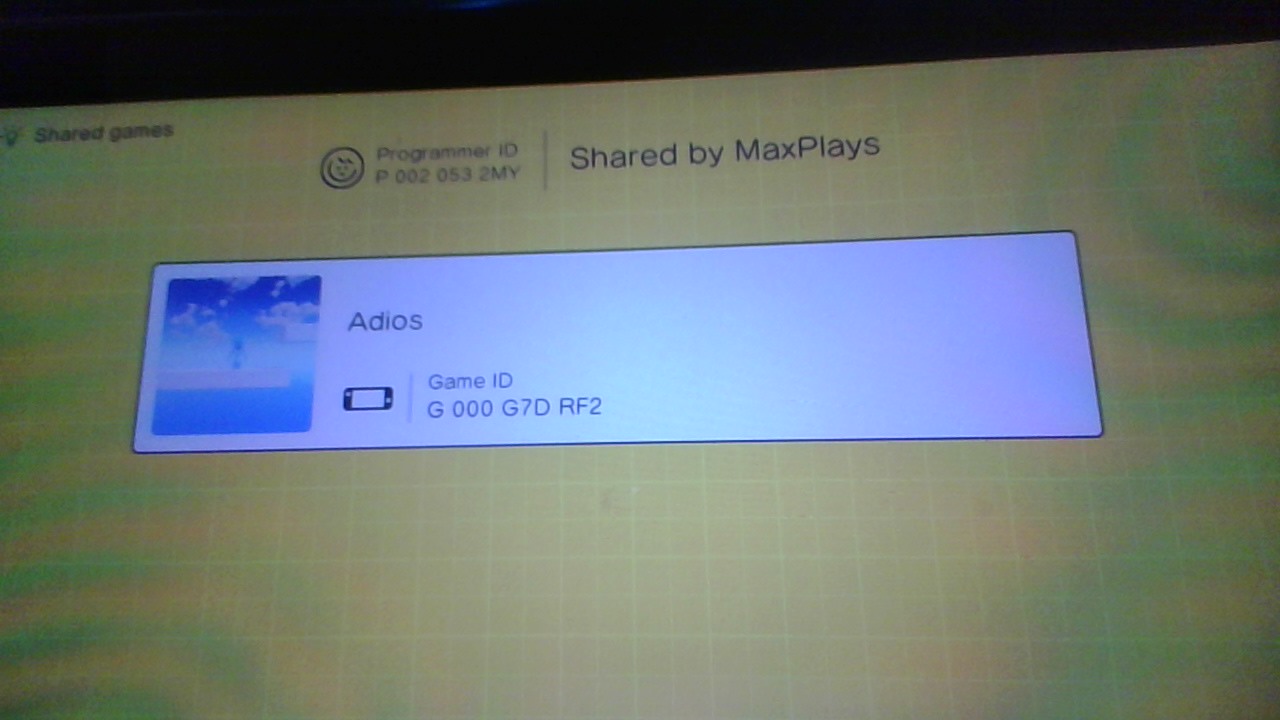 Shared games
Programmer ID
P 002 053 2MY
Shared by MaxPlays
Adios
Game ID
G 000 G7D RF2